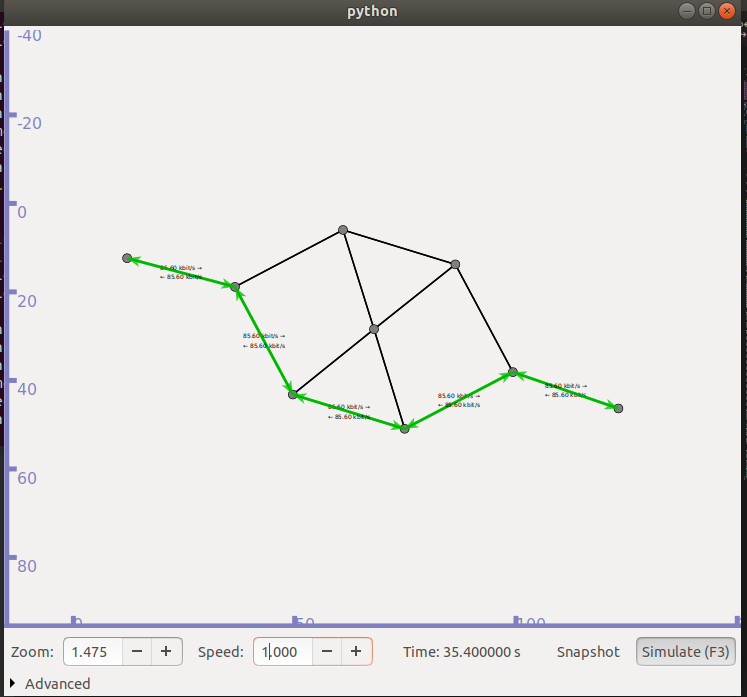 python
-40
-20
0
20
40
60
80
85.60 kbit/s →
← 85.60 kbit/s
85.60 kbit/s →
← 85.60 kbit/s
85.60 kbit/s →
← 85.60 kbit/s
85.60 kbit/s →
← 85.60 kbit/s
85.60 kbit/s →
← 85.60 kbit/s
0
50
100
Zoom: 1.475 − + Speed: 1.000 − + Time: 35.400000 s Snapshot Simulate (F3)
Advanced